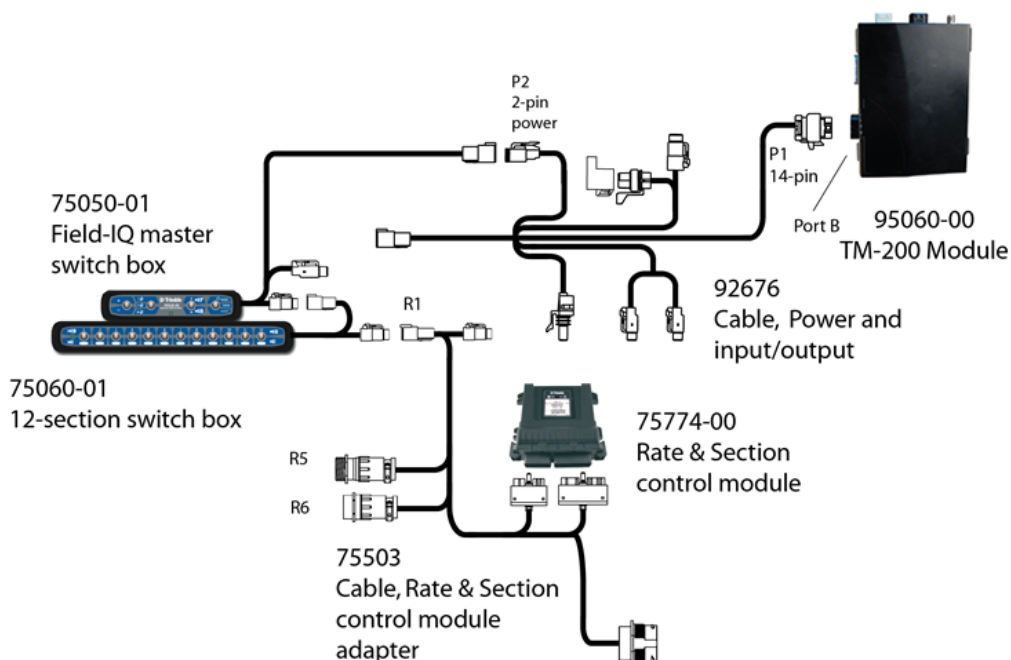 P2
2-pin
power
P1
14-pin
Port B
95060-00
TM-200 Module
75050-01
Field-IQ master
switch box
Trimble
R1
92676
Cable, Power and
input/output
75060-01
12-section switch box
75774-00
Rate & Section
control module
R5
R6
75503
Cable, Rate & Section
control module
adapter